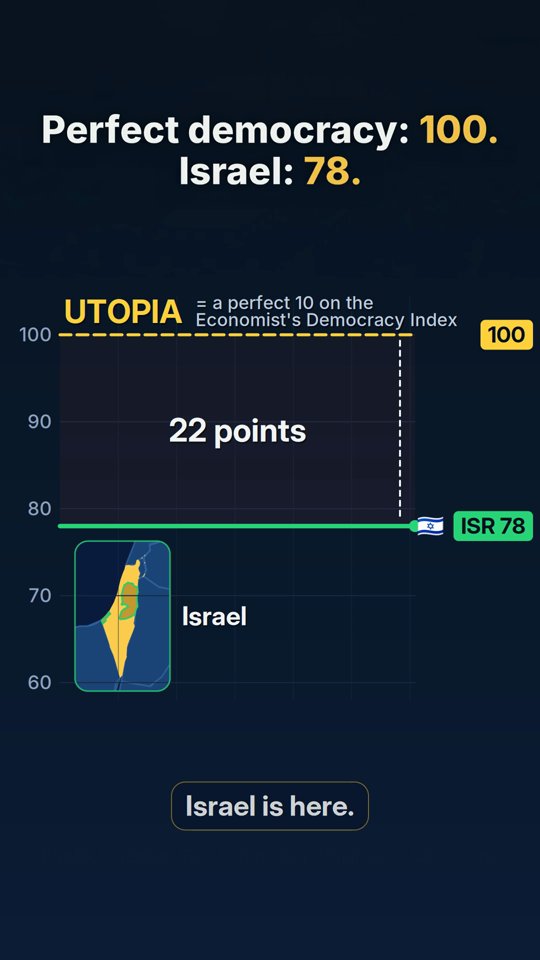 Perfect democracy: 100.
Israel: 78.
UTOPIA
= a perfect 10 on the
Economist's Democracy Index
100
100
90
22 points
80
ISR 78
70
Israel
60
Israel is here.